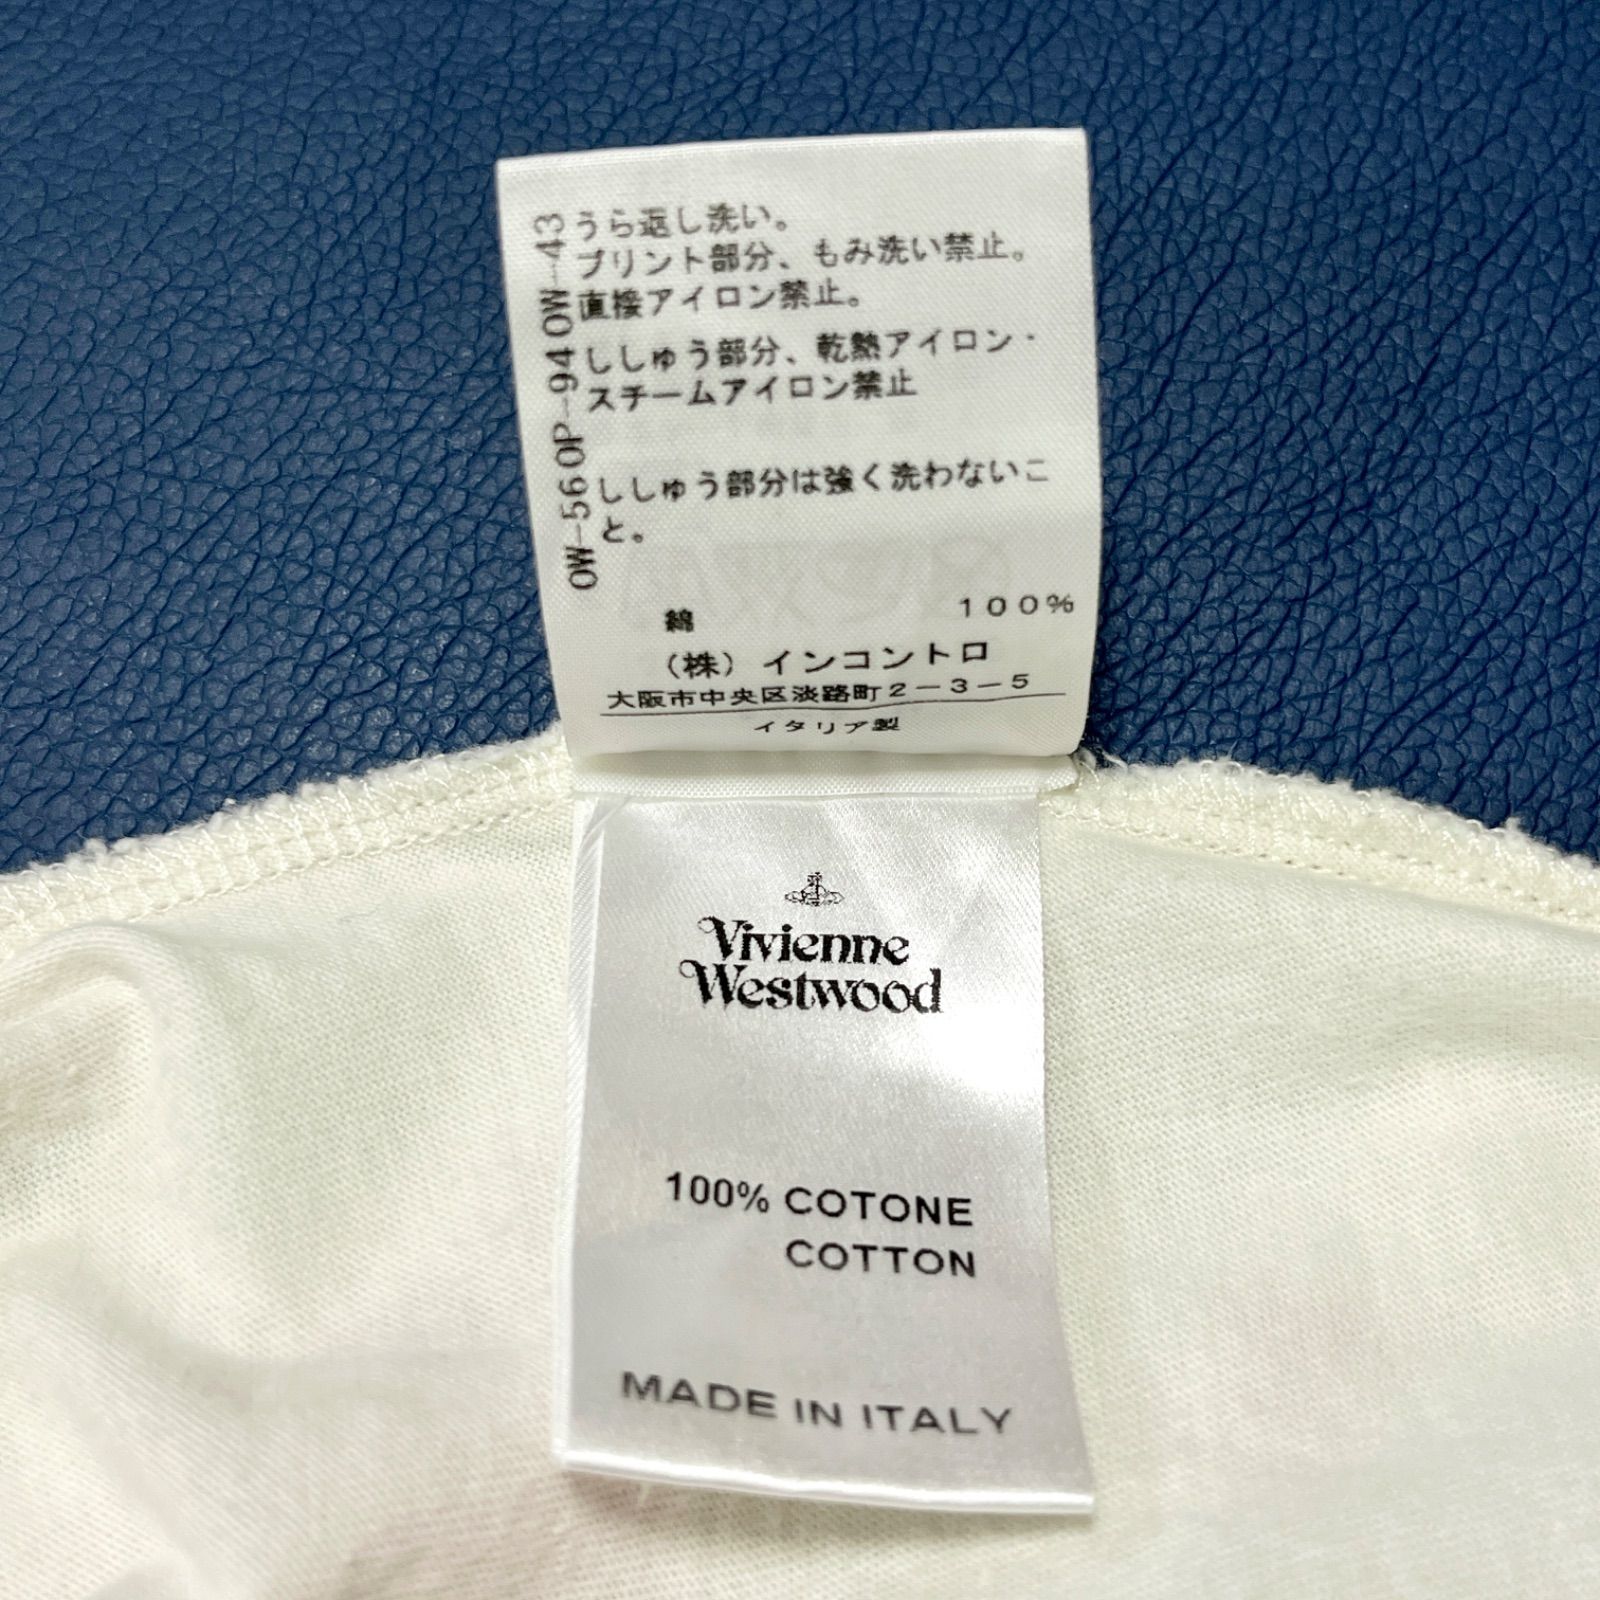 うら返し洗い。
プリント部分、もみ洗い禁止。
直接アイロン禁止。
ししゅう部分、乾熱アイロン・
スチームアイロン禁止
ししゅう部分は強く洗わないこ
と。
OW-560P-940W-43
綿 100%
（株）インコントロ
大阪市中央区淡路町2-3-5
イタリア製
Vivienne
Westwood
100% COTONE
COTTON
MADE IN ITALY